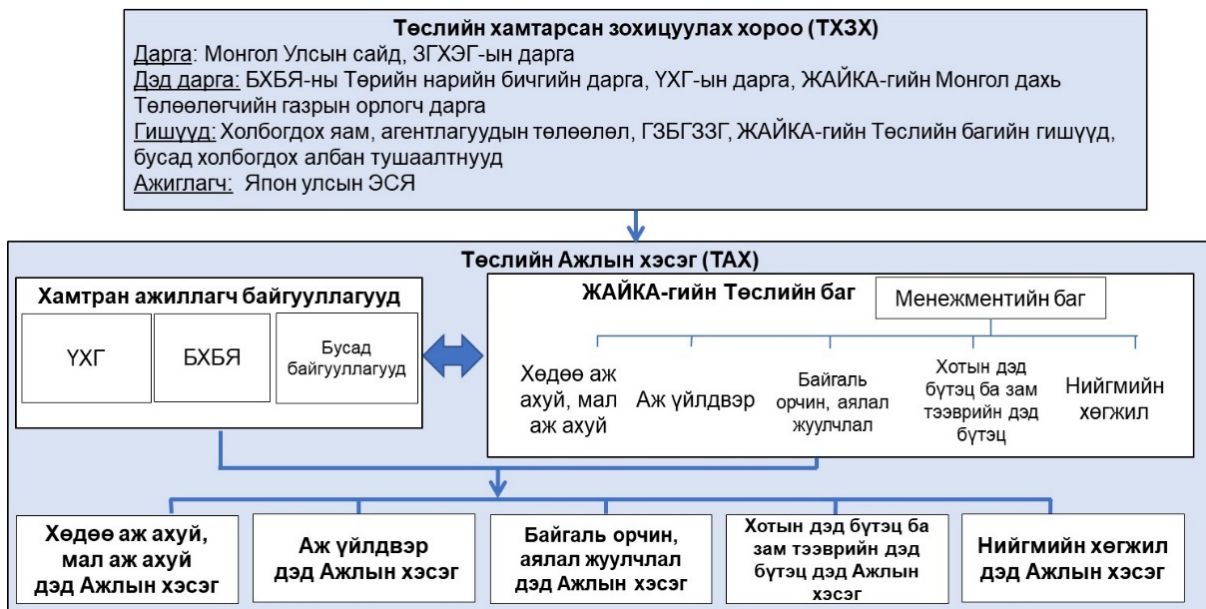 Төслийн хамтарсан зохицуулах хороо (ТХЗХ)
Дарга: Монгол Улсын сайд, ЗГХЭГ-ын дарга
Дэд дарга: БХБЯ-ны Төрийн нарийн бичгийн дарга, ҮХГ-ын дарга, ЖАЙКА-гийн Монгол дахь
Төлөөлөгчийн газрын орлогч дарга
Гишүүд: Холбогдох яам, агентлагуудын төлөөлөл, ГЗБГЗЗГ, ЖАЙКА-гийн Төслийн багийн гишүүд,
бусад холбогдох албан тушаалтнууд
Ажиглагч: Япон улсын ЭСЯ
Төслийн Ажлын хэсэг (ТАХ)
Хамтран ажиллагч байгууллагууд
ҮХГ
БХБЯ
Бусад
байгууллагууд
ЖАЙКА-гийн Төслийн баг
Менежментийн баг
Хөдөө аж
ахуй, мал
аж ахуй
Аж үйлдвэр
Байгаль
орчин, аялал
жуулчлал
Хотын дэд
бүтэц ба зам
тээврийн дэд
бүтэц
Нийгмийн
хөгжил
Хөдөө аж ахуй,
мал аж ахуй
дэд Ажлын хэсэг
Аж үйлдвэр
дэд Ажлын хэсэг
Байгаль орчин,
аялал жуулчлал
дэд Ажлын хэсэг
Хотын дэд бүтэц ба
зам тээврийн дэд
бүтэц дэд Ажлын
хэсэг
Нийгмийн хөгжил
дэд Ажлын хэсэг